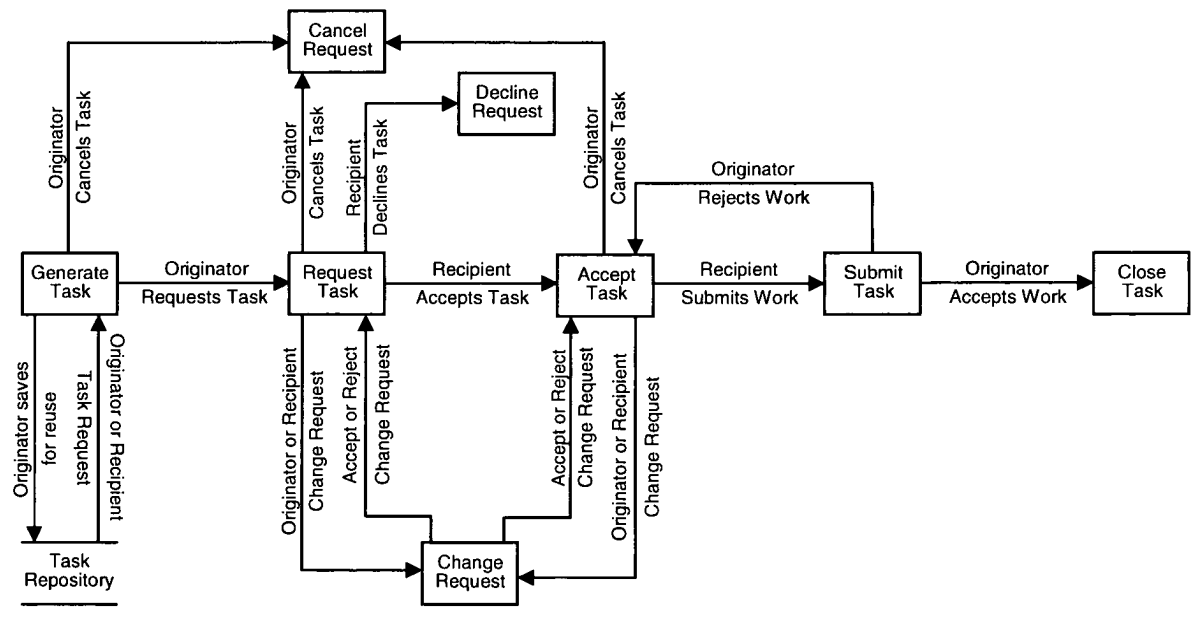 Cancel
Request
Decline
Request
Originator
Cancels Task
Originator
Cancels Task
Recipient
Declines Task
Originator
Cancels Task
Originator
Rejects Work
Generate
Task
Originator
Requests Task
Request
Task
Recipient
Accepts Task
Accept
Task
Recipient
Submits Work
Submit
Task
Originator
Accepts Work
Close
Task
Originator saves
for reuse
Originator or Recipient
Task Request
Originator or Recipient
Change Request
Accept or Reject
Change Request
Accept or Reject
Change Request
Originator or Recipient
Change Request
Task
Repository
Change
Request